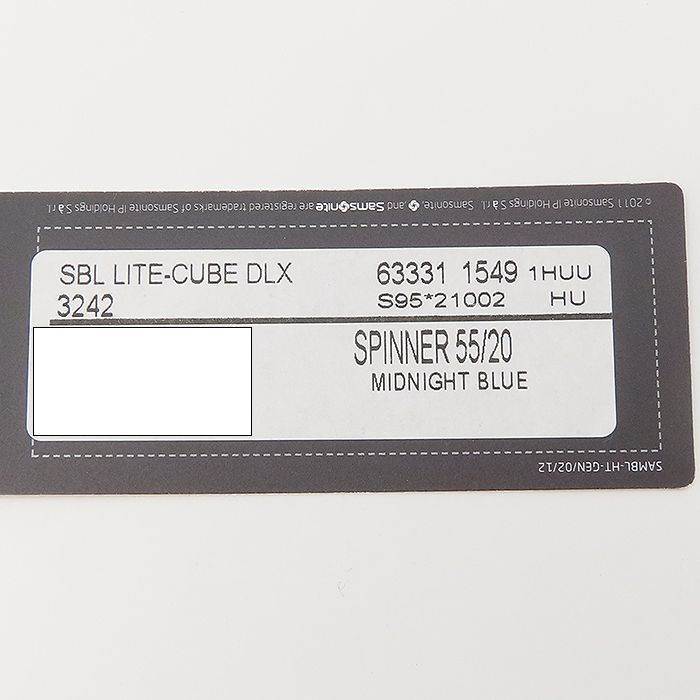 © 2011 Samsonite IP Holdings S.à r.l. Samsonite, and Samsonite are registered trademarks of Samsonite IP Holdings S.à r.l.
SBL LITE-CUBE DLX 63331 1549 1HUU
3242 S95*21002 HU
SPINNER 55/20
MIDNIGHT BLUE
SAMBL-HT-GEN/02/12